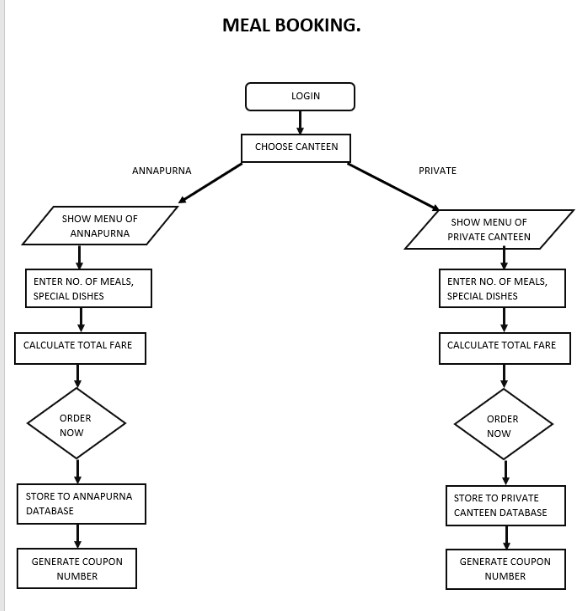 MEAL BOOKING.
LOGIN
CHOOSE CANTEEN
ANNAPURNA
PRIVATE
SHOW MENU OF
ANNAPURNA
ENTER NO. OF MEALS,
SPECIAL DISHES
CALCULATE TOTAL FARE
ORDER
NOW
STORE TO ANNAPURNA
DATABASE
GENERATE COUPON
NUMBER
SHOW MENU OF
PRIVATE CANTEEN
ENTER NO. OF MEALS,
SPECIAL DISHES
CALCULATE TOTAL FARE
ORDER
NOW
STORE TO PRIVATE
CANTEEN DATABASE
GENERATE COUPON
NUMBER